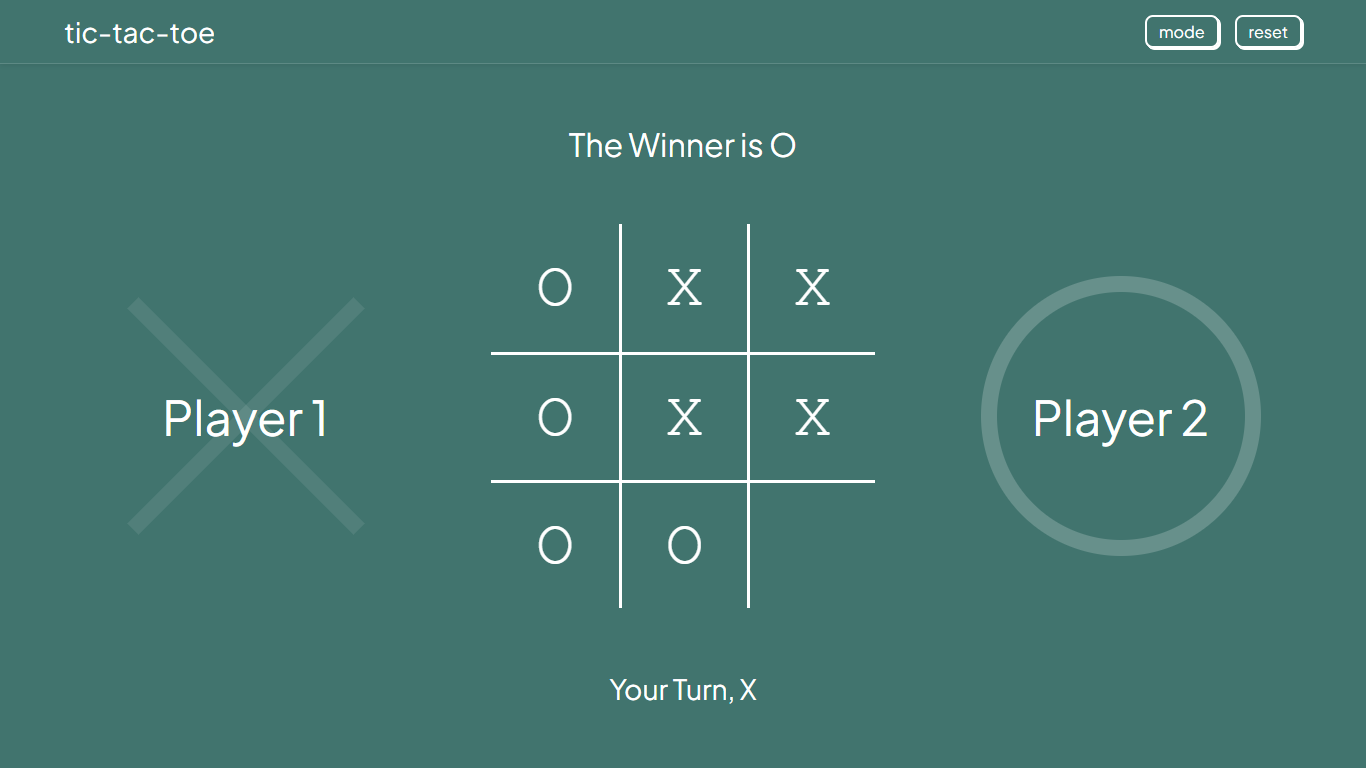 tic-tac-toe
mode
reset
The Winner is O
O X X
Player 1
O X X
Player 2
O O
Your Turn, X